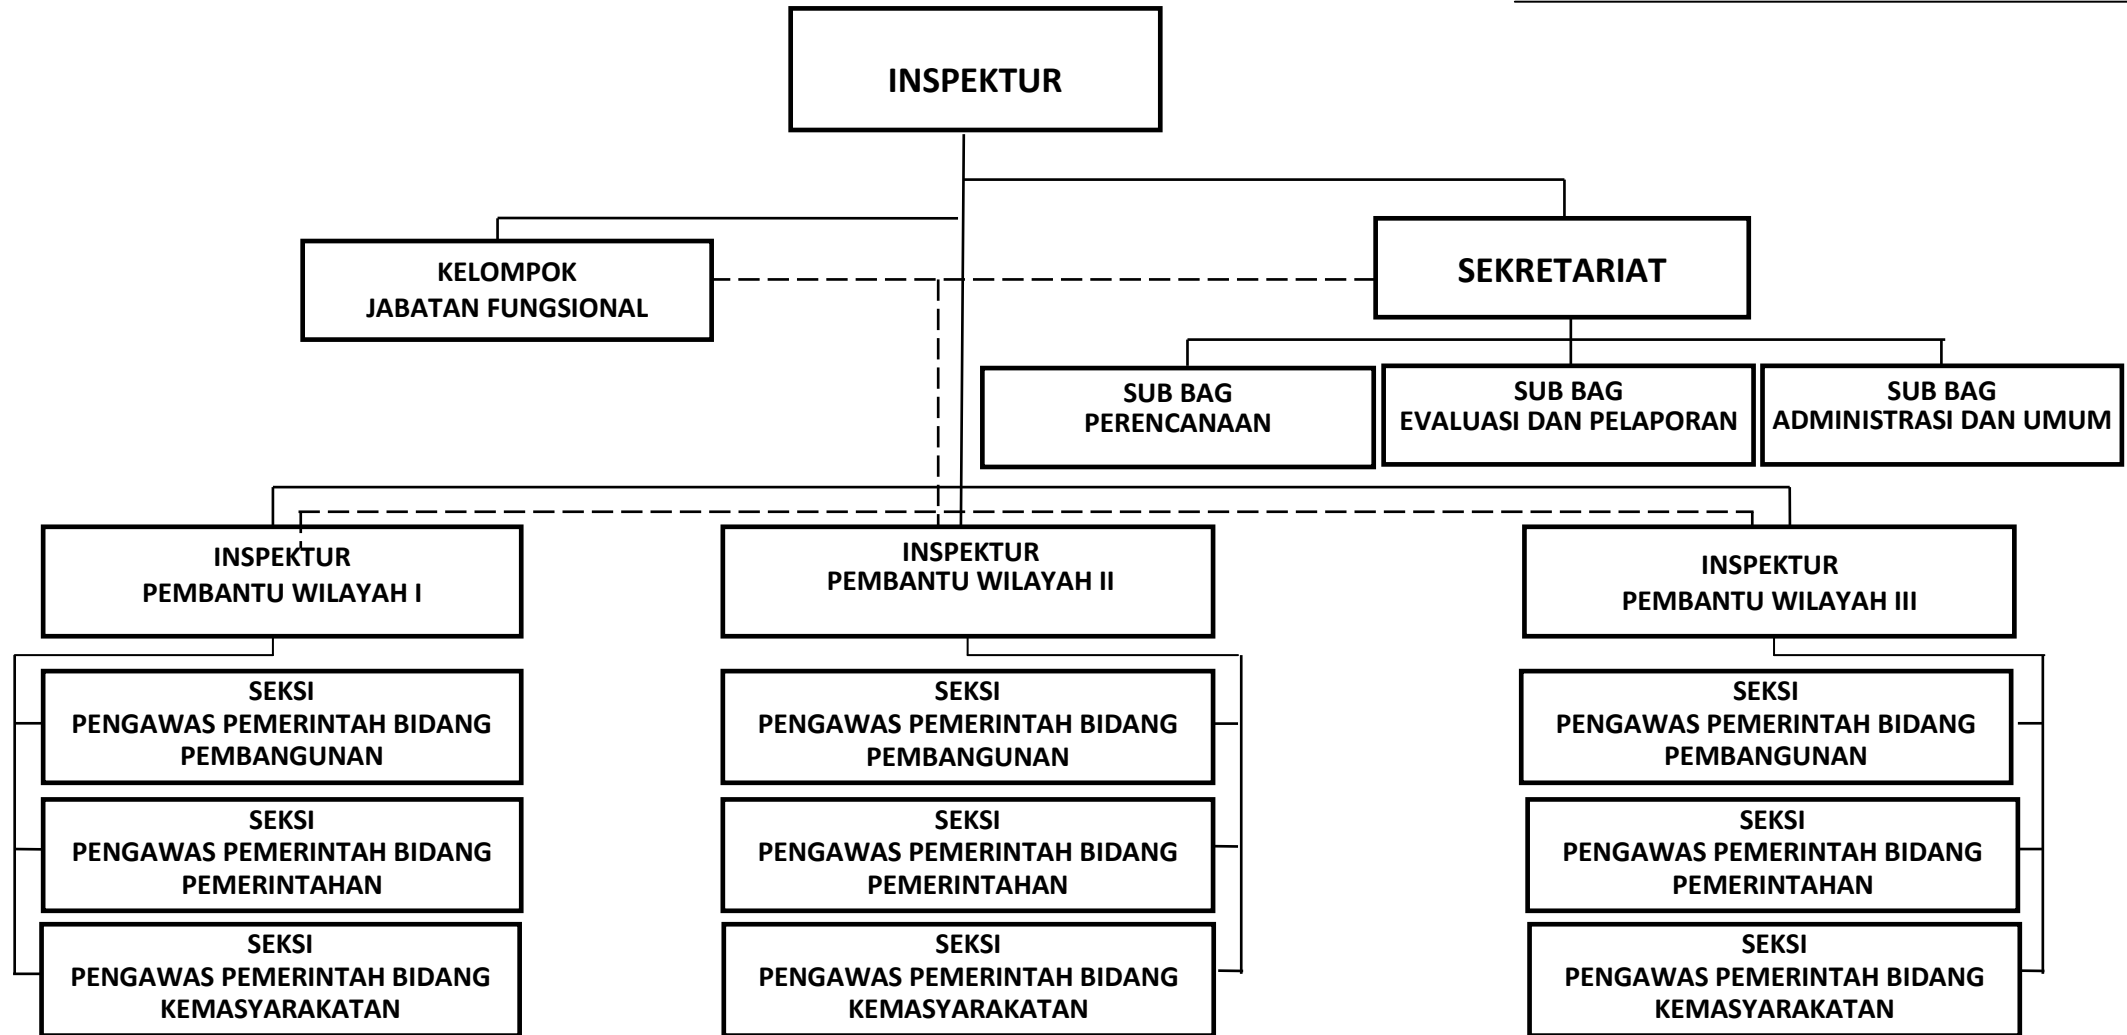 INSPEKTUR
KELOMPOK
JABATAN FUNGSIONAL
SEKRETARIAT
SUB BAG
PERENCANAAN
SUB BAG
EVALUASI DAN PELAPORAN
SUB BAG
ADMINISTRASI DAN UMUM
INSPEKTUR
PEMBANTU WILAYAH I
INSPEKTUR
PEMBANTU WILAYAH II
INSPEKTUR
PEMBANTU WILAYAH III
SEKSI
PENGAWAS PEMERINTAH BIDANG
PEMBANGUNAN
SEKSI
PENGAWAS PEMERINTAH BIDANG
PEMBANGUNAN
SEKSI
PENGAWAS PEMERINTAH BIDANG
PEMBANGUNAN
SEKSI
PENGAWAS PEMERINTAH BIDANG
PEMERINTAHAN
SEKSI
PENGAWAS PEMERINTAH BIDANG
PEMERINTAHAN
SEKSI
PENGAWAS PEMERINTAH BIDANG
PEMERINTAHAN
SEKSI
PENGAWAS PEMERINTAH BIDANG
KEMASYARAKATAN
SEKSI
PENGAWAS PEMERINTAH BIDANG
KEMASYARAKATAN
SEKSI
PENGAWAS PEMERINTAH BIDANG
KEMASYARAKATAN